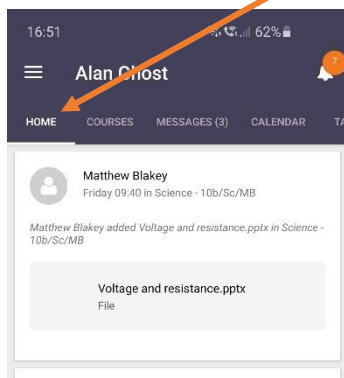 16:51 62%
Alan Ghost
7
HOME COURSES MESSAGES (3) CALENDAR TA
Matthew Blakey
Friday 09:40 in Science - 10b/Sc/MB
Matthew Blakey added Voltage and resistance.pptx in Science -
10b/Sc/MB
Voltage and resistance.pptx
File